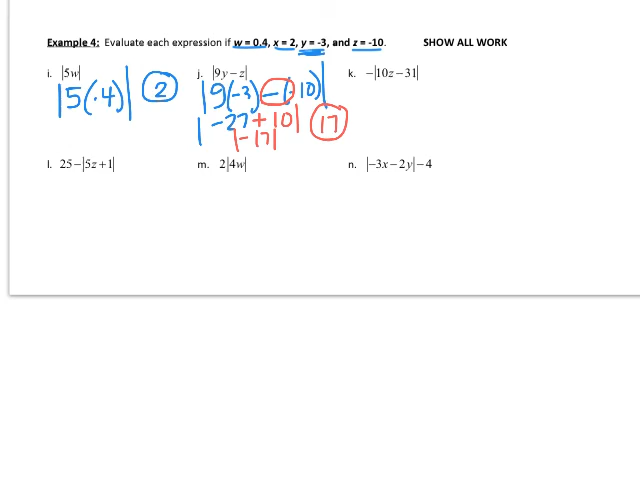 Example 4: Evaluate each expression if w = 0.4, x = 2, y = -3, and z = -10. SHOW ALL WORK
i. |5w| j. |9y − z| k. −|10z − 31|
|5(.4)| 2 |9(-3) − (-10)|
|-27 + 10| 17
|-17|
l. 25 − |5z + 1| m. 2|4w| n. |−3x − 2y| − 4